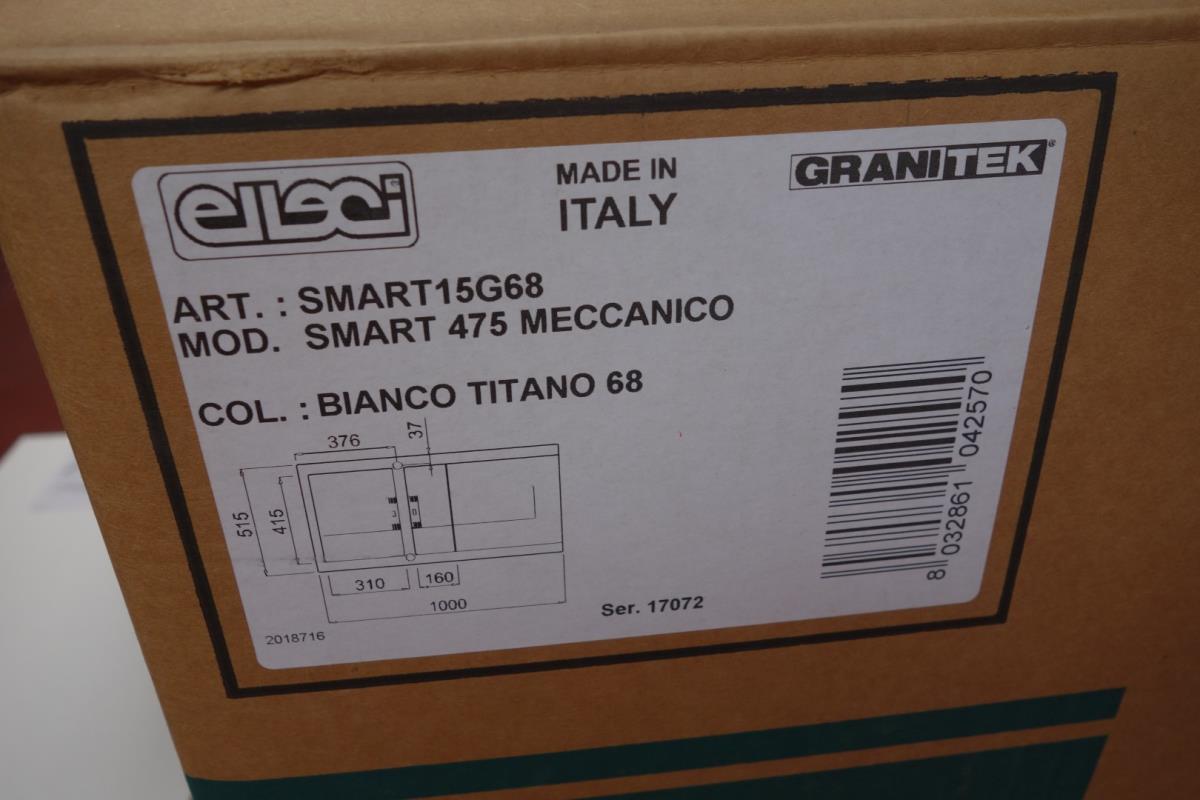 elleci®
MADE IN
ITALY
GRANITEK®
ART. : SMART15G68
MOD. SMART 475 MECCANICO
COL. : BIANCO TITANO 68
376
37
515
415
310
160
1000
2018716
Ser. 17072
8 032861 042570